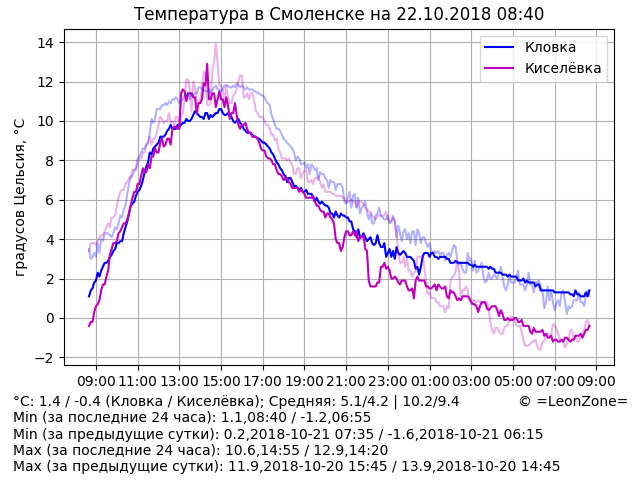 Температура в Смоленске на 22.10.2018 08:40
градусов Цельсия, °C
14
12
10
8
6
4
2
0
−2
Кловка
Киселёвка
09:00 11:00 13:00 15:00 17:00 19:00 21:00 23:00 01:00 03:00 05:00 07:00 09:00
°C: 1.4 / -0.4 (Кловка / Киселёвка); Средняя: 5.1/4.2 | 10.2/9.4 © =LeonZone=
Min (за последние 24 часа): 1.1,08:40 / -1.2,06:55
Min (за предыдущие сутки): 0.2,2018-10-21 07:35 / -1.6,2018-10-21 06:15
Max (за последние 24 часа): 10.6,14:55 / 12.9,14:20
Max (за предыдущие сутки): 11.9,2018-10-20 15:45 / 13.9,2018-10-20 14:45